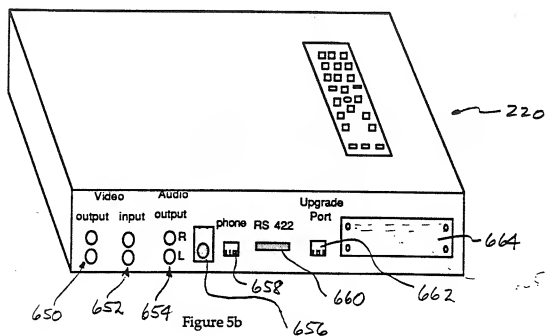 220
Video Audio Upgrade
output input output phone RS 422 Port
R
L
664
658 660 662
650 652 654 656
Figure 5b